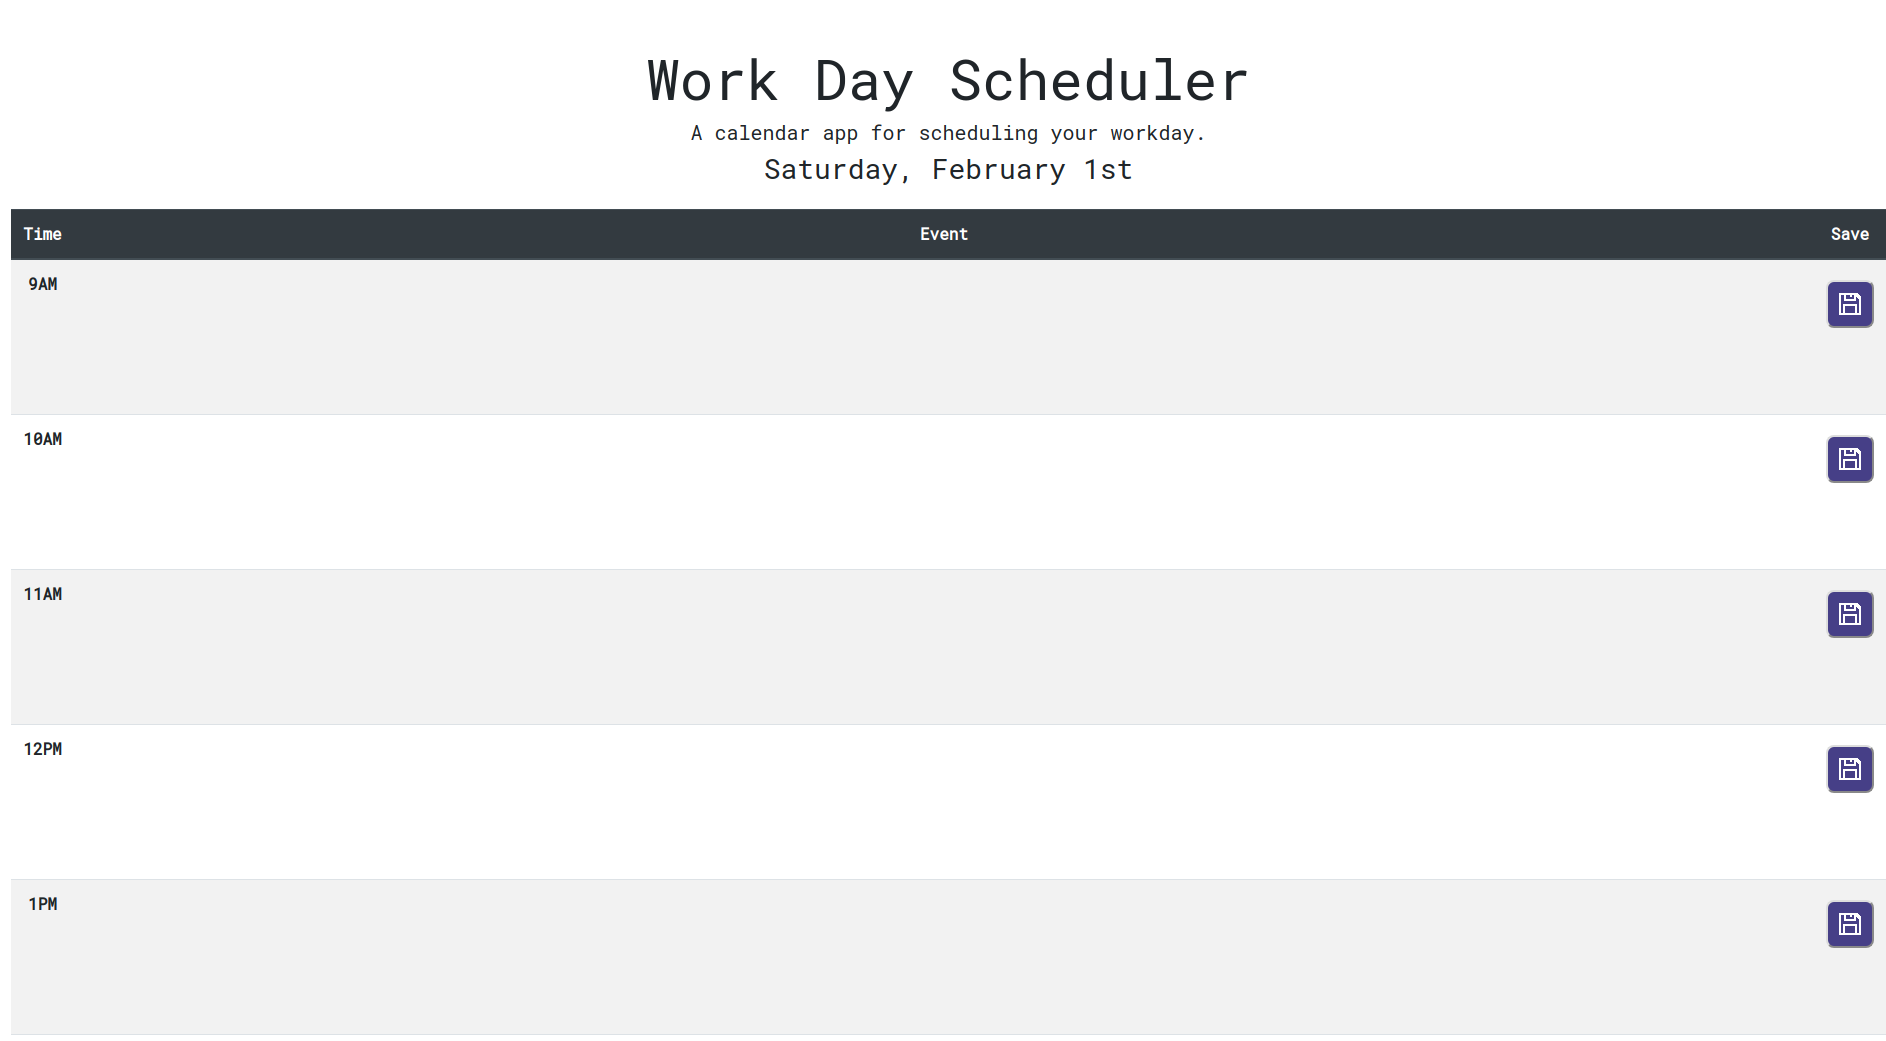 Work Day Scheduler
A calendar app for scheduling your workday.
Saturday, February 1st
Time Event Save
9AM
10AM
11AM
12PM
1PM